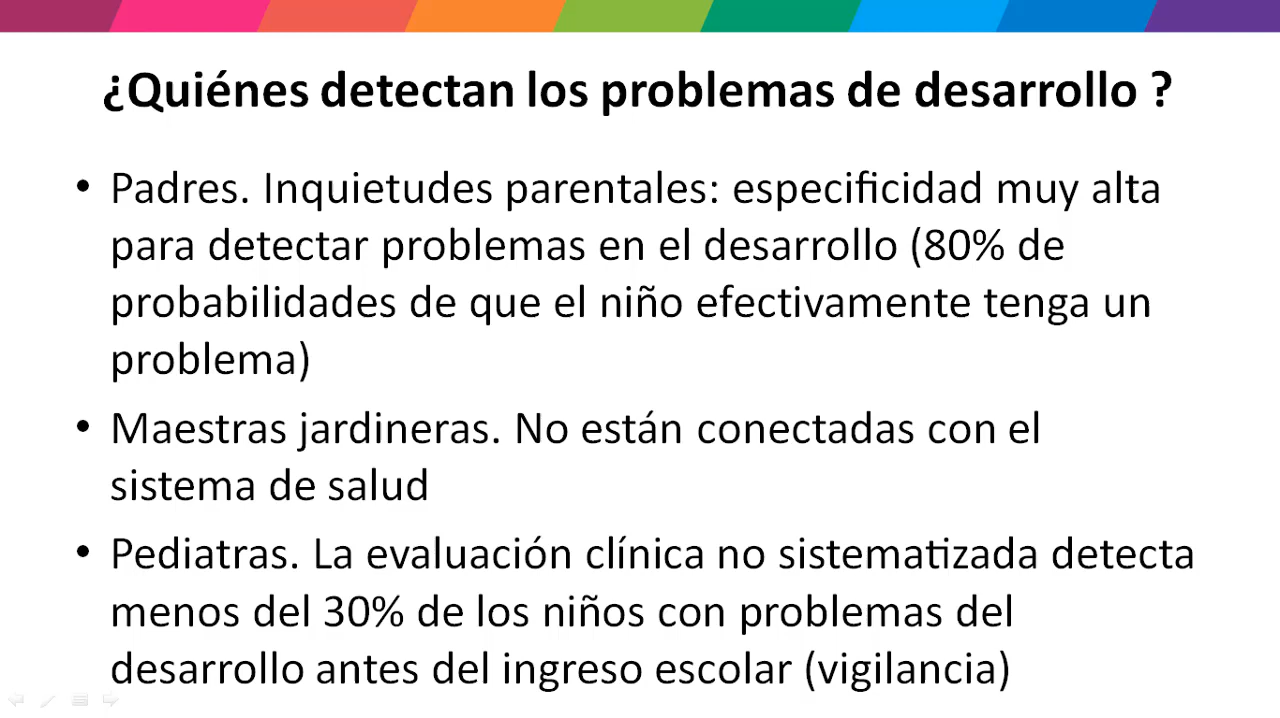 ¿Quiénes detectan los problemas de desarrollo ?
• Padres. Inquietudes parentales: especificidad muy alta
para detectar problemas en el desarrollo (80% de
probabilidades de que el niño efectivamente tenga un
problema)
• Maestras jardineras. No están conectadas con el
sistema de salud
• Pediatras. La evaluación clínica no sistematizada detecta
menos del 30% de los niños con problemas del
desarrollo antes del ingreso escolar (vigilancia)